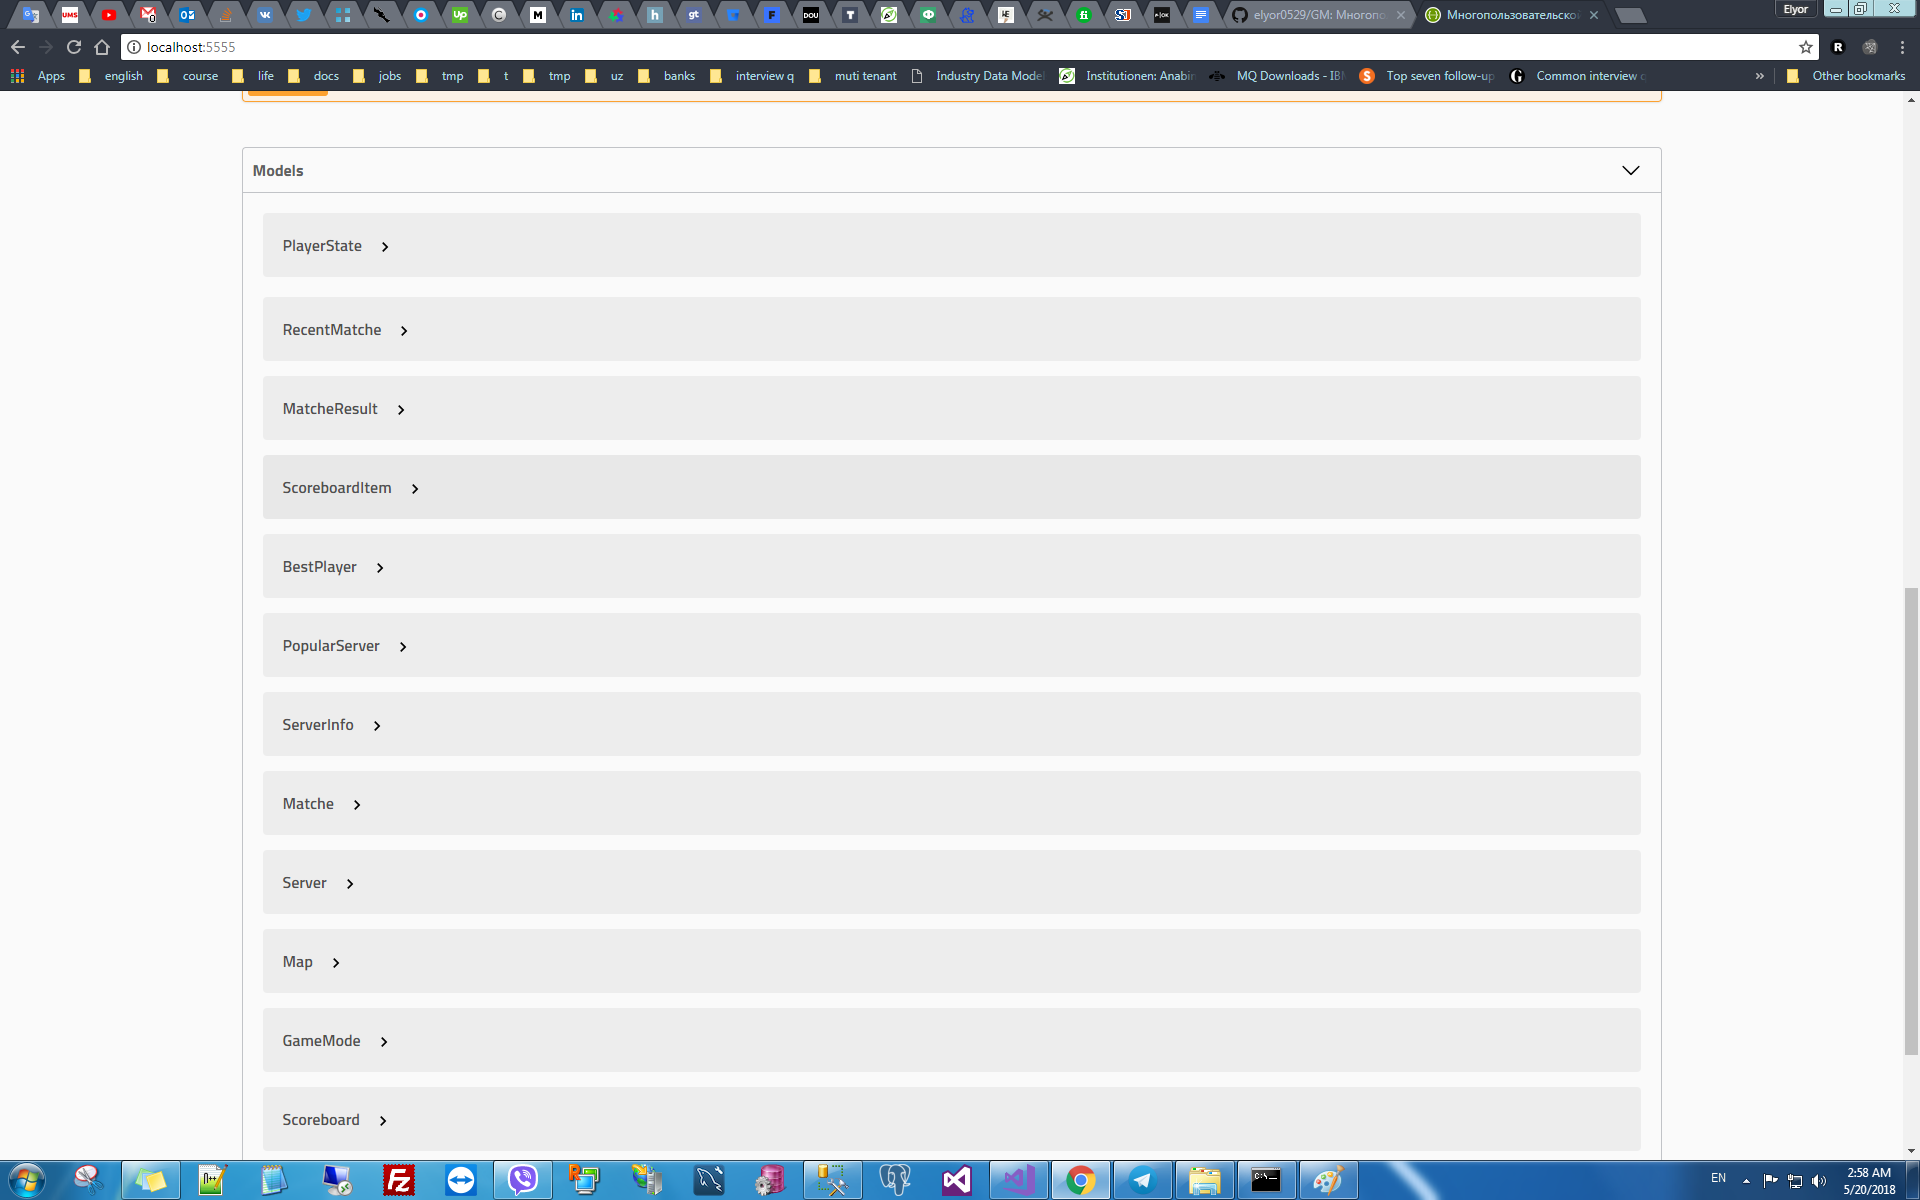 elyor0529/GM: Многопо
Многопользовательско
Elyor
localhost:5555
Apps english course life docs jobs tmp t tmp uz banks interview q muti tenant Industry Data Model Institutionen: Anabin MQ Downloads - IBM Top seven follow-up Common interview q » Other bookmarks
Models
PlayerState
RecentMatche
MatcheResult
ScoreboardItem
BestPlayer
PopularServer
ServerInfo
Matche
Server
Map
GameMode
Scoreboard
EN
2:58 AM
5/20/2018